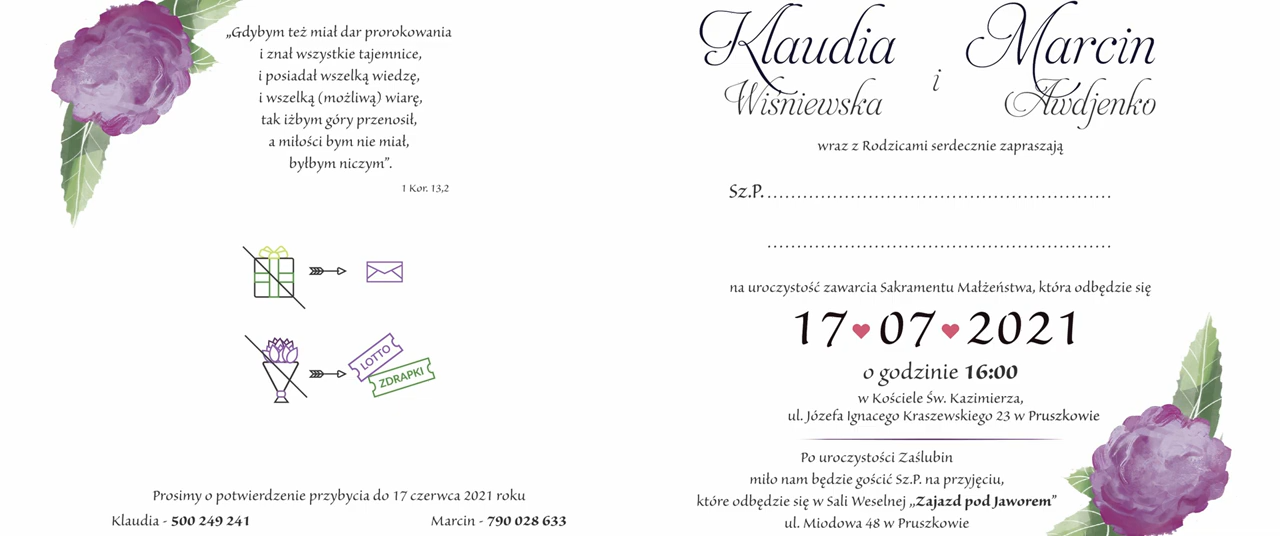 „Gdybym też miał dar prorokowania
i znał wszystkie tajemnice,
i posiadał wszelką wiedzę,
i wszelką (możliwą) wiarę,
tak iżbym góry przenosił,
a miłości bym nie miał,
byłbym niczym”.
1 Kor. 13,2
LOTTO
ZDRAPKI
Prosimy o potwierdzenie przybycia do 17 czerwca 2021 roku
Klaudia - 500 249 241 Marcin - 790 028 633
Klaudia Marcin
i
Wiśniewska Awdjenko
wraz z Rodzicami serdecznie zapraszają
Sz.P.......................................................
.......................................................
na uroczystość zawarcia Sakramentu Małżeństwa, która odbędzie się
17♥07♥2021
o godzinie 16:00
w Kościele Św. Kazimierza,
ul. Józefa Ignacego Kraszewskiego 23 w Pruszkowie
Po uroczystości Zaślubin
miło nam będzie gościć Sz.P. na przyjęciu,
które odbędzie się w Sali Weselnej „Zajazd pod Jaworem”
ul. Miodowa 48 w Pruszkowie